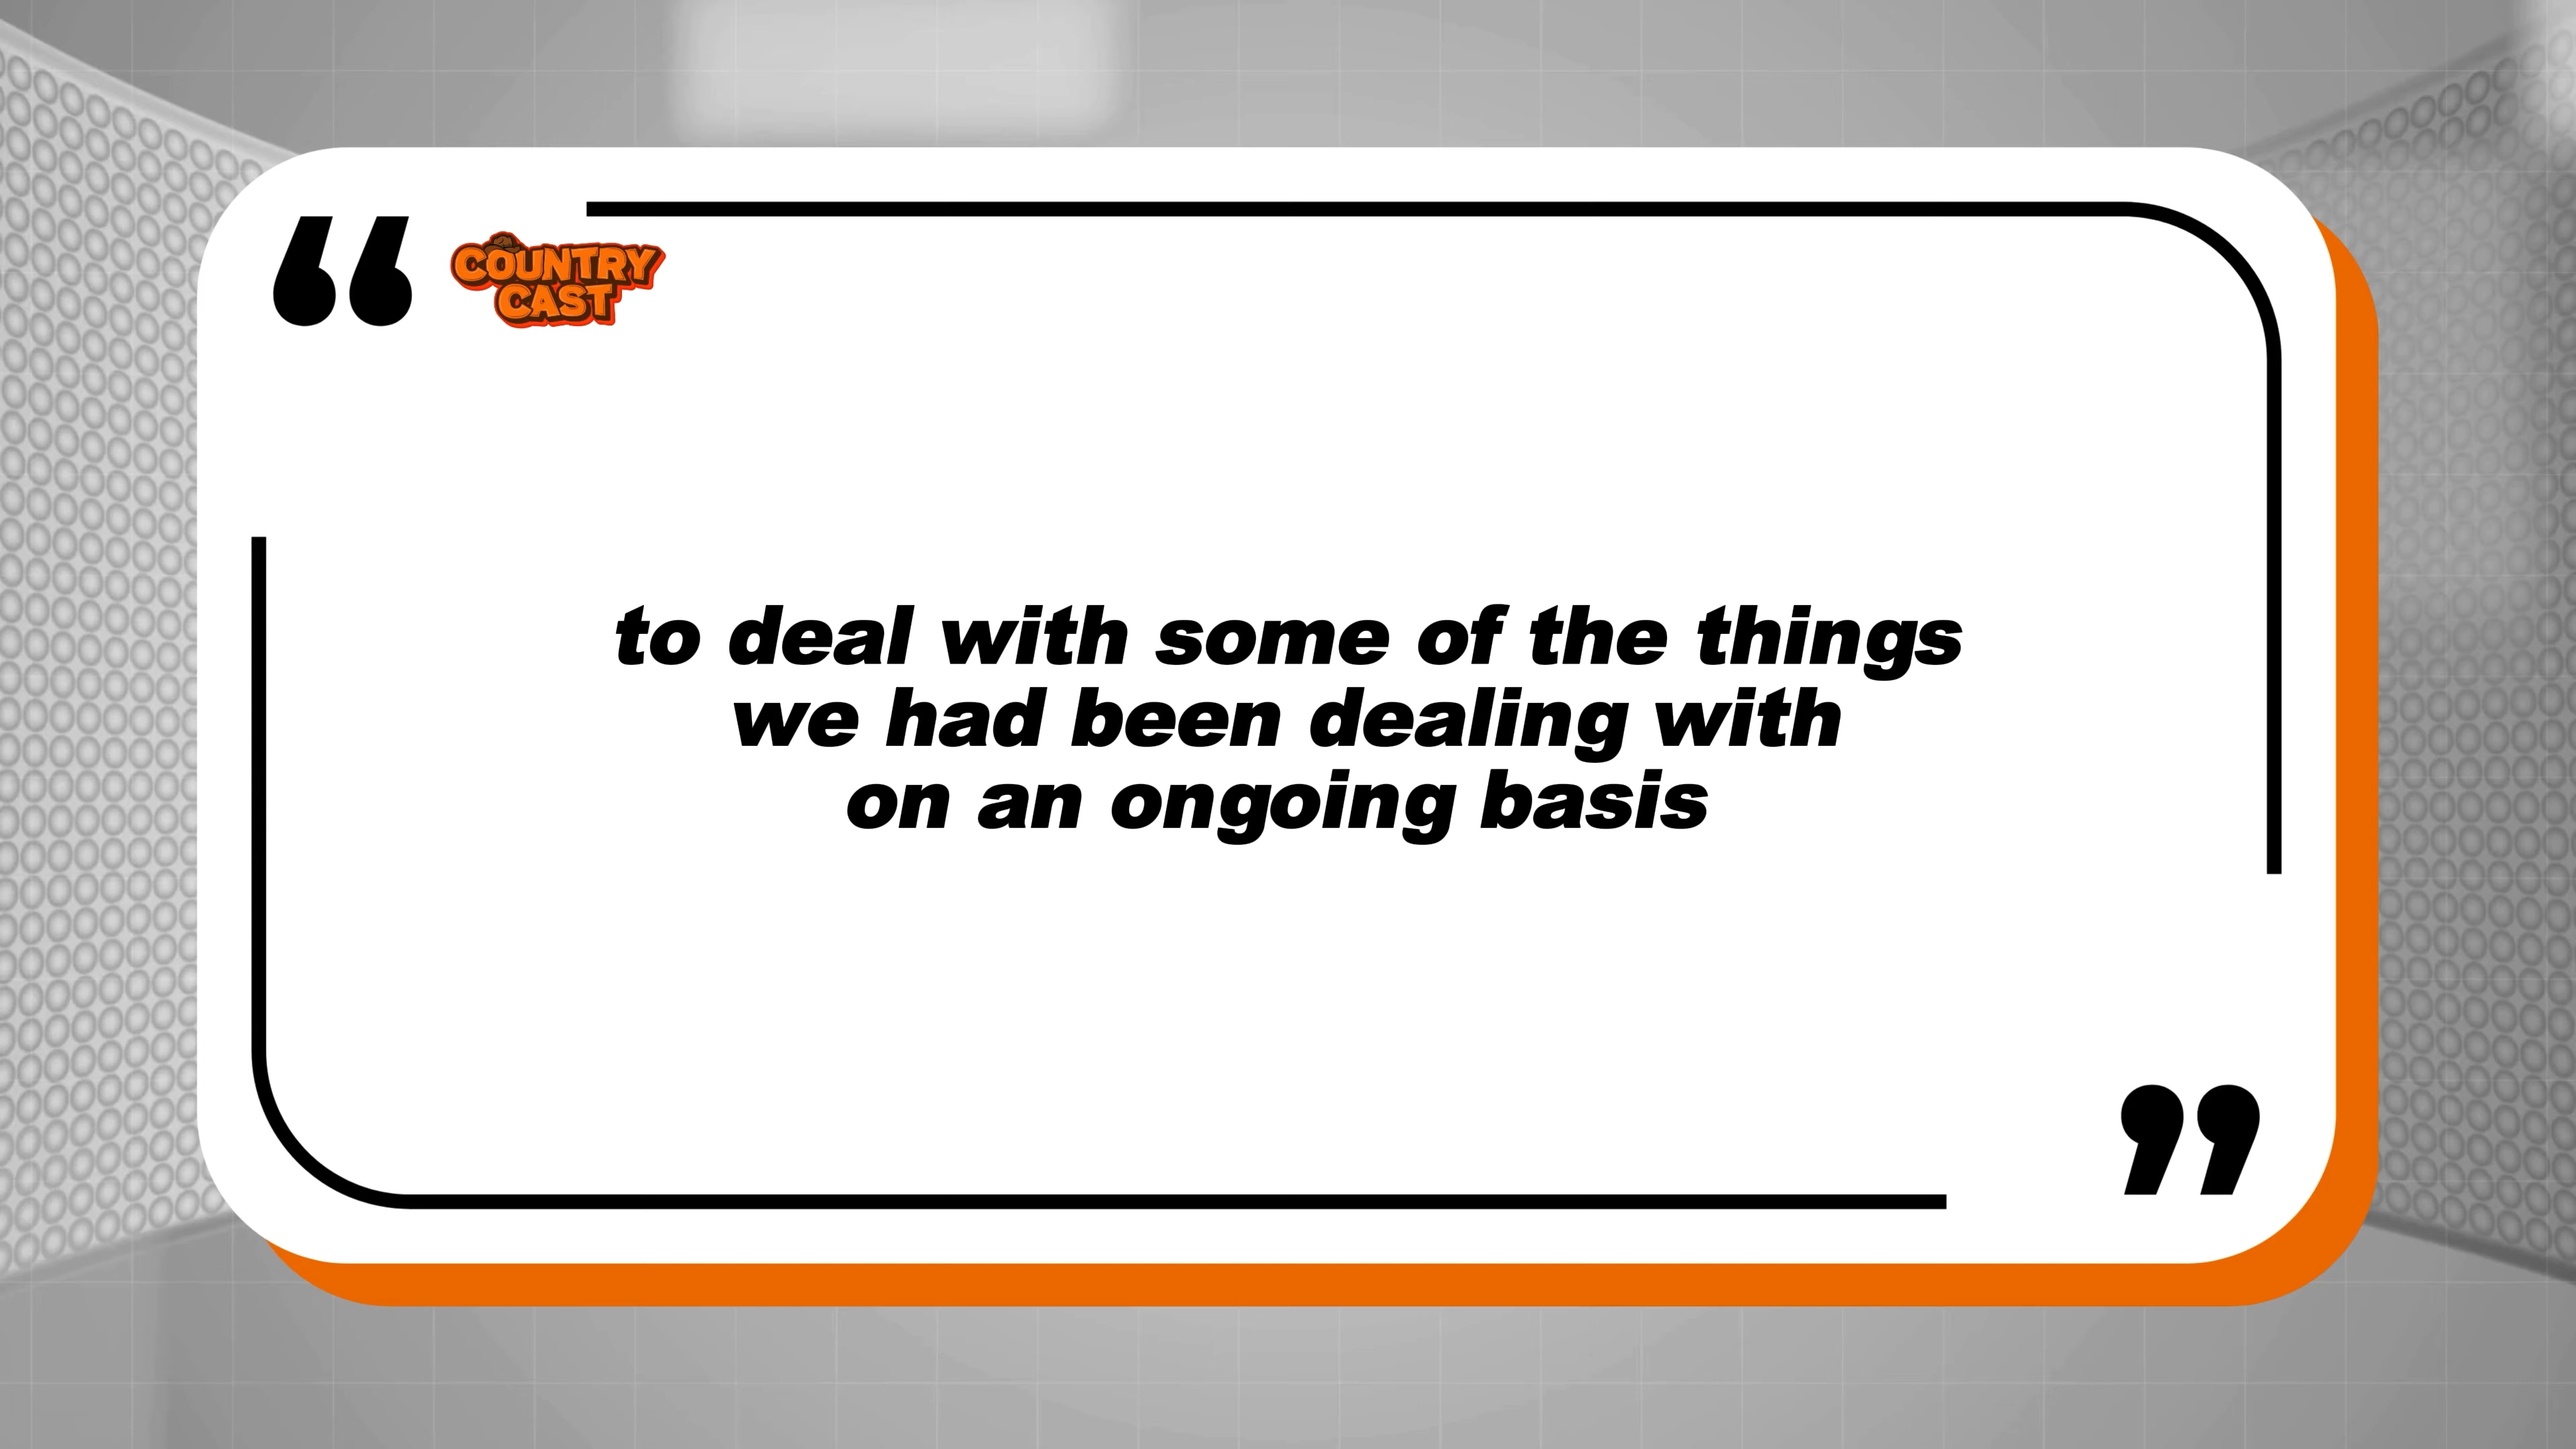 COUNTRY
CAST
to deal with some of the things
we had been dealing with
on an ongoing basis